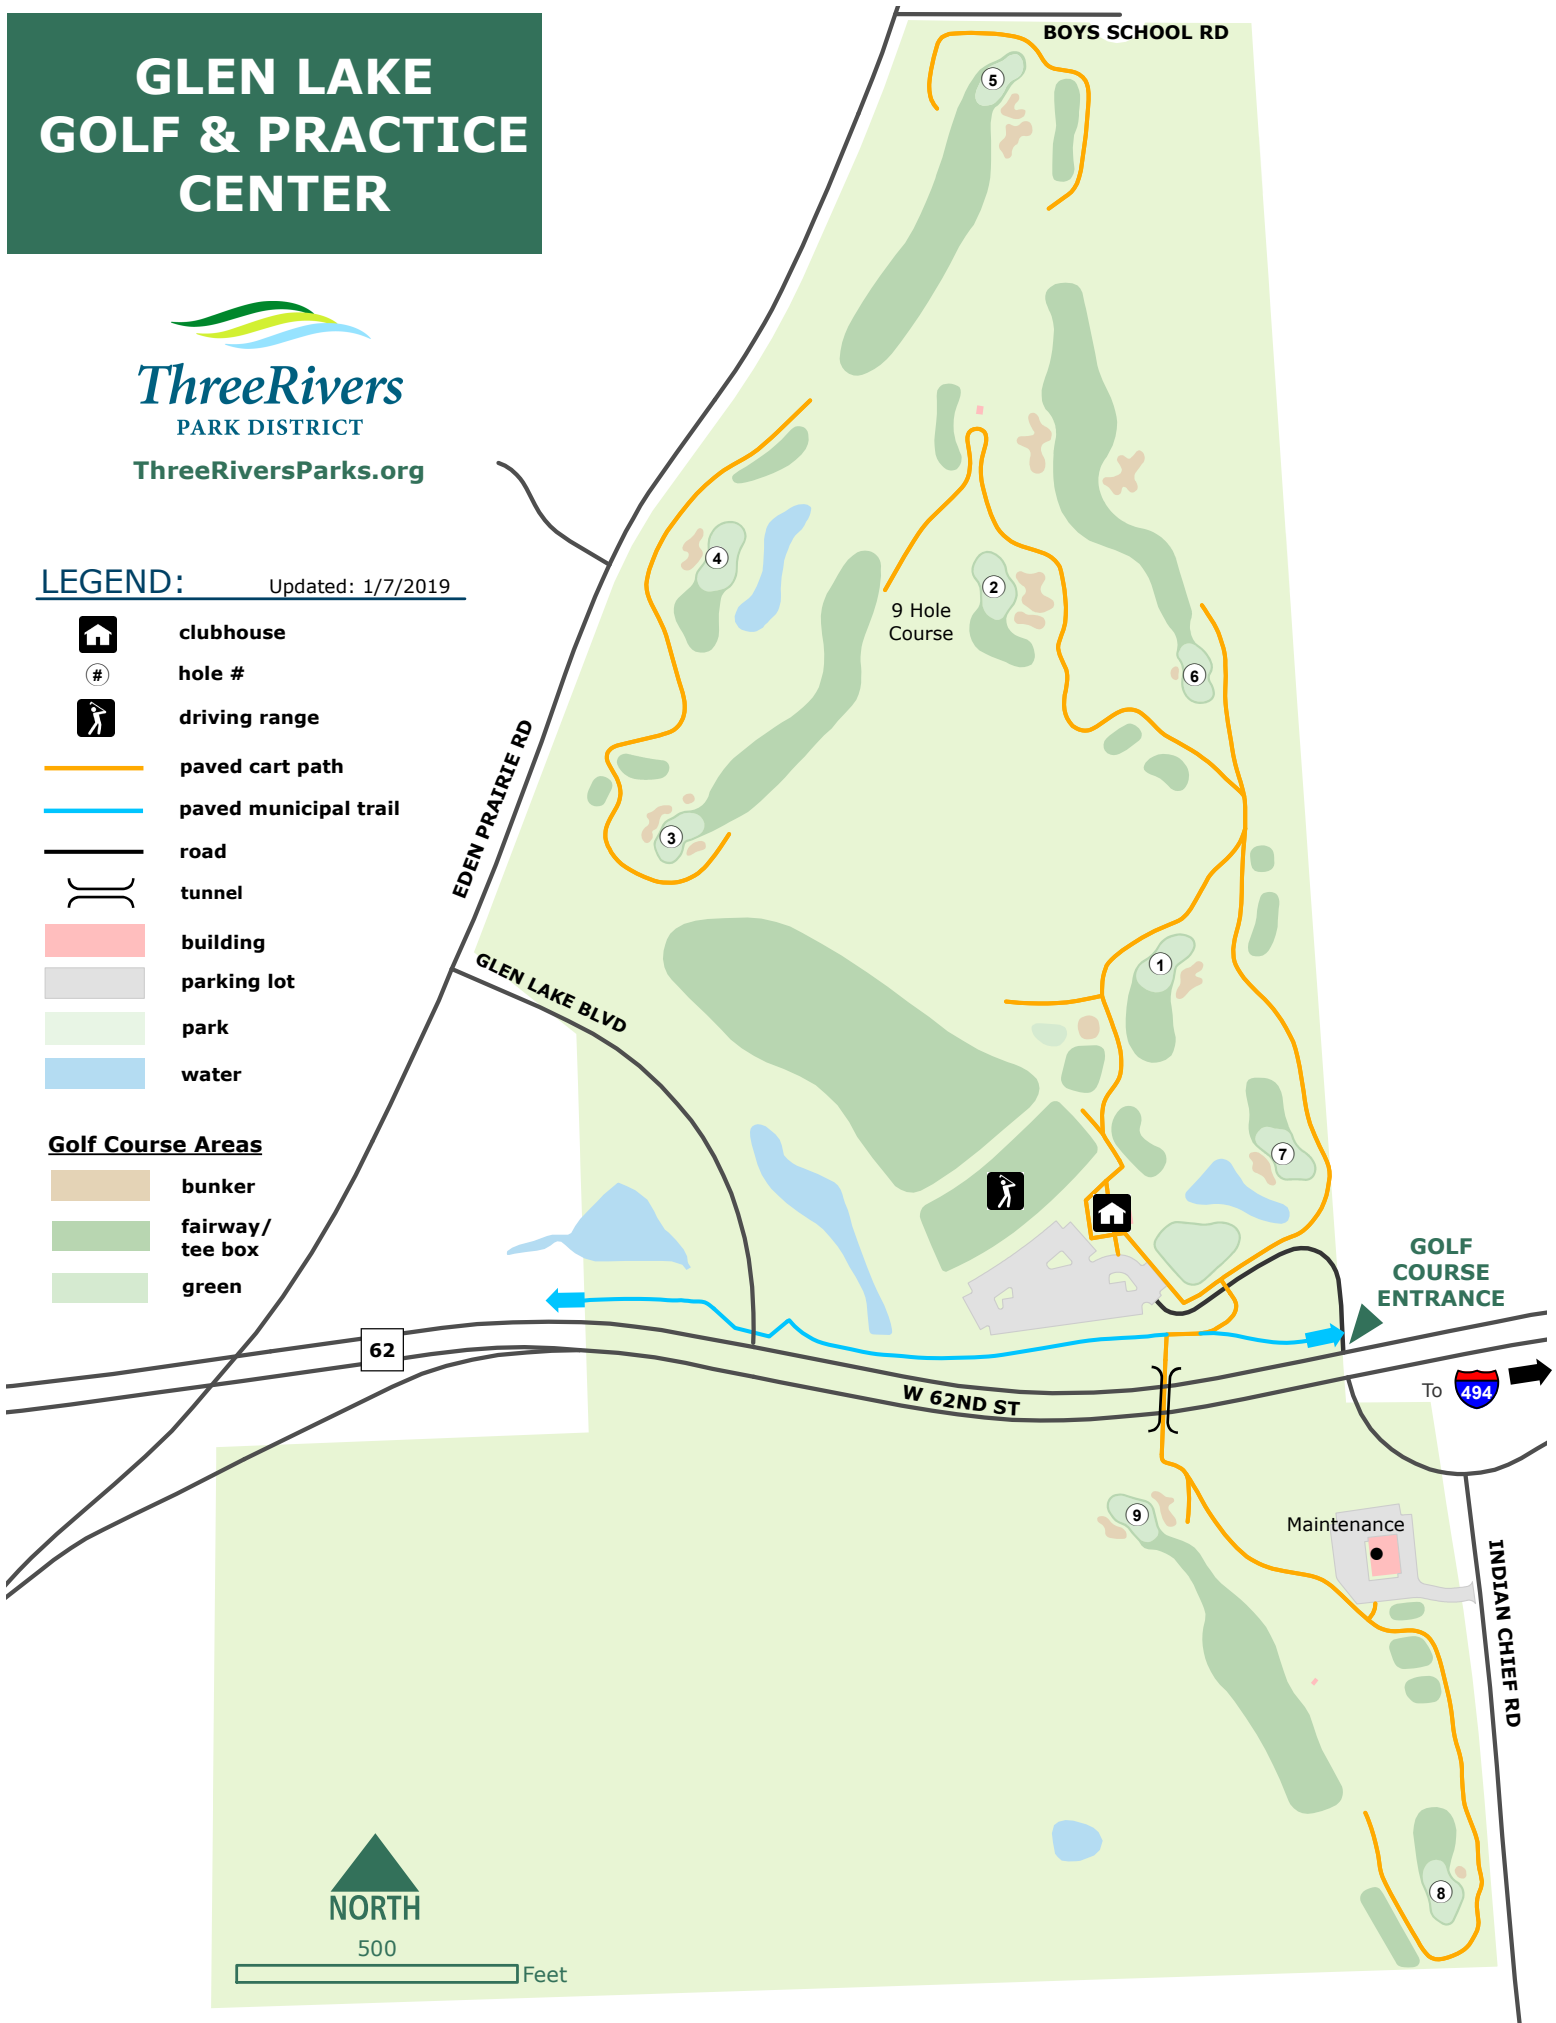 GLEN LAKE
GOLF & PRACTICE
CENTER
ThreeRivers
PARK DISTRICT
ThreeRiversParks.org
LEGEND:
Updated: 1/7/2019
clubhouse
#
hole #
driving range
paved cart path
paved municipal trail
road
tunnel
building
parking lot
park
water
Golf Course Areas
bunker
fairway/
tee box
green
BOYS SCHOOL RD
5
4
2
9 Hole
Course
6
3
EDEN PRAIRIE RD
GLEN LAKE BLVD
1
7
GOLF
COURSE
ENTRANCE
62
W 62ND ST
To
494
9
Maintenance
INDIAN CHIEF RD
8
NORTH
500
Feet